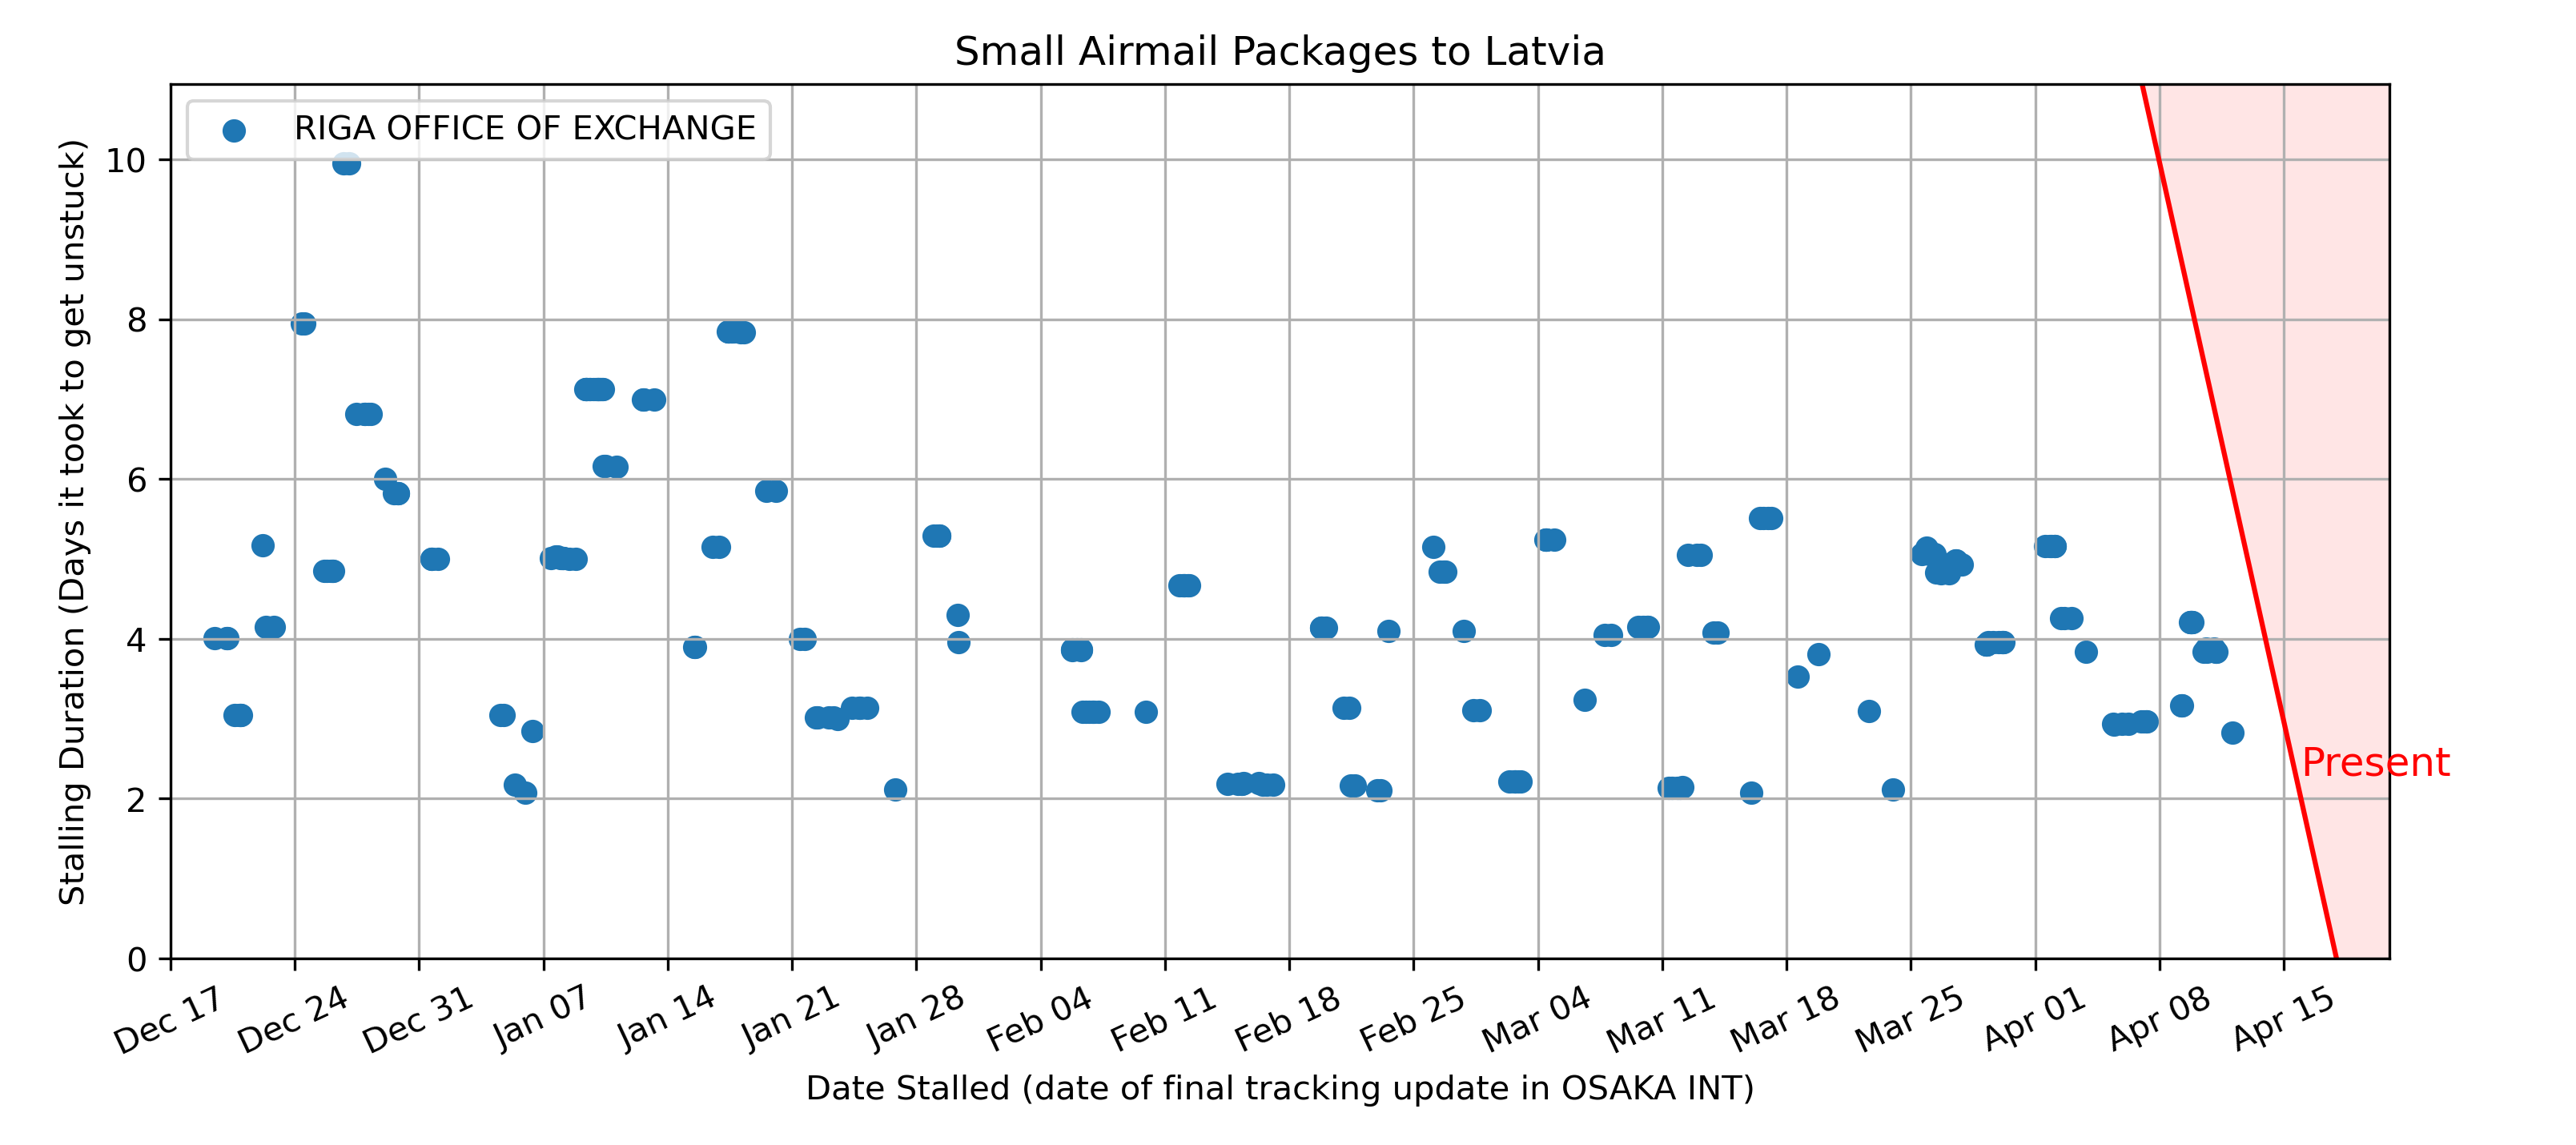 Small Airmail Packages to Latvia
RIGA OFFICE OF EXCHANGE
Stalling Duration (Days it took to get unstuck)
10
8
6
4
2
0
Present
Dec 17 Dec 24 Dec 31 Jan 07 Jan 14 Jan 21 Jan 28 Feb 04 Feb 11 Feb 18 Feb 25 Mar 04 Mar 11 Mar 18 Mar 25 Apr 01 Apr 08 Apr 15
Date Stalled (date of final tracking update in OSAKA INT)